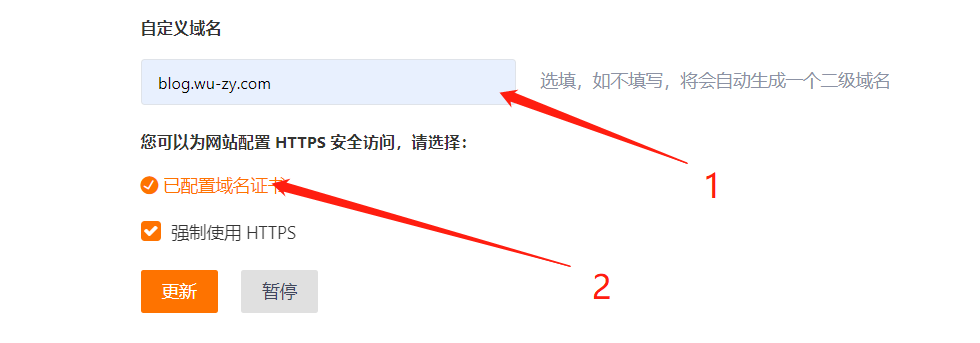 自定义域名
blog.wu-zy.com 选填，如不填写，将会自动生成一个二级域名
您可以为网站配置 HTTPS 安全访问，请选择：
已配置域名证书
1
强制使用 HTTPS
2
更新 暂停